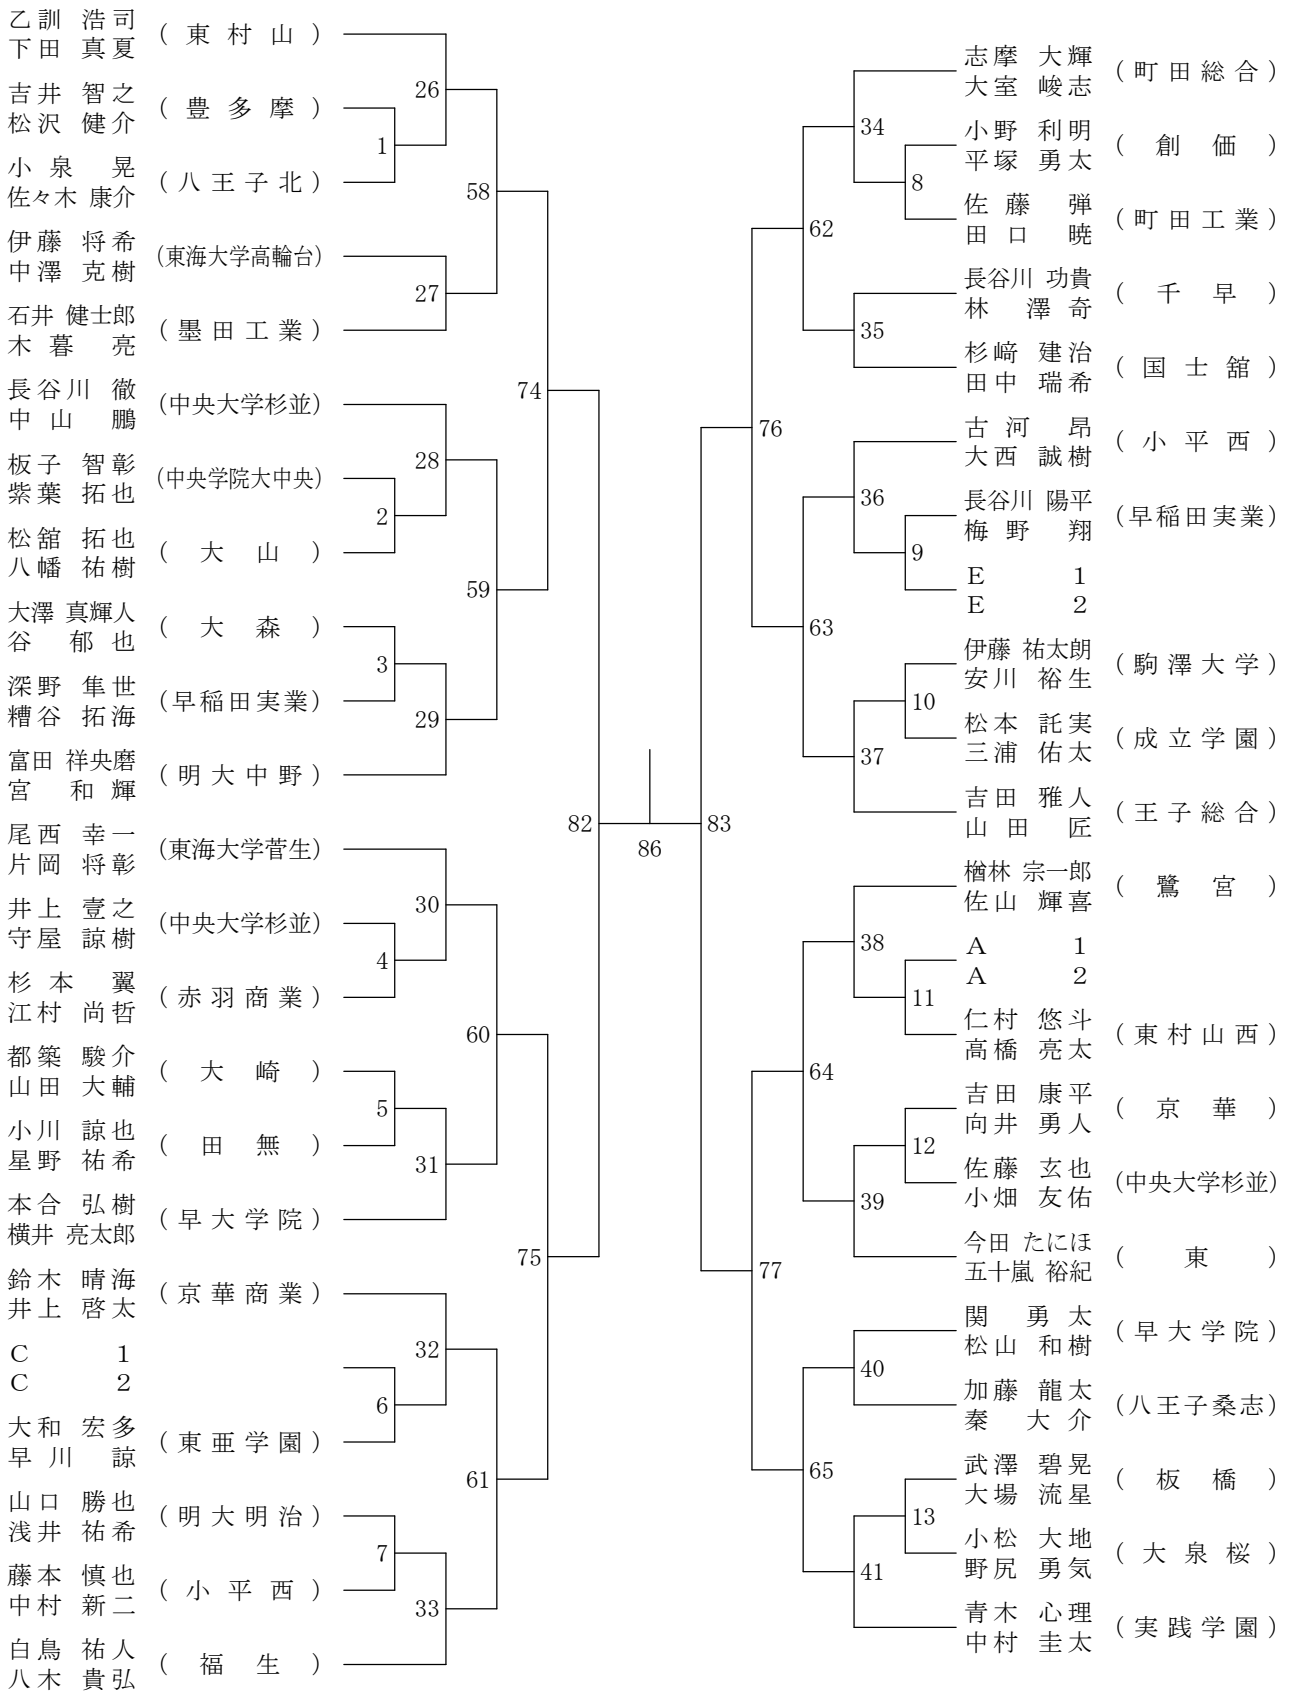 乙訓 浩司
下田 真夏
(東村山)
吉井 智之
松沢 健介
(豊多摩)
小泉 晃
佐々木 康介
(八王子北)
伊藤 将希
中澤 克樹
(東海大学高輪台)
石井 健士郎
木暮 亮
(墨田工業)
長谷川 徹
中山 鵬
(中央大学杉並)
板子 智彰
紫葉 拓也
(中央学院大中央)
松舘 拓也
八幡 祐樹
(大山)
大澤 真輝人
谷 郁也
(大森)
深野 隼世
糟谷 拓海
(早稲田実業)
富田 祥央磨
宮 和輝
(明大中野)
尾西 幸一
片岡 将彰
(東海大学菅生)
井上 壹之
守屋 諒樹
(中央大学杉並)
杉本 翼
江村 尚哲
(赤羽商業)
都築 駿介
山田 大輔
(大崎)
小川 諒也
星野 祐希
(田無)
本合 弘樹
横井 亮太郎
(早大学院)
鈴木 晴海
井上 啓太
(京華商業)
C 1
C 2
大和 宏多
早川 諒
(東亜学園)
山口 勝也
浅井 祐希
(明大明治)
藤本 慎也
中村 新二
(小平西)
白鳥 祐人
八木 貴弘
(福生)
1
2
3
4
5
6
7
26
27
28
29
30
31
32
33
58
59
60
61
74
75
82
86
83
76
77
62
63
64
65
34
35
36
37
38
39
40
41
8
9
10
11
12
13
志摩 大輝
大室 峻志
(町田総合)
小野 利明
平塚 勇太
(創価)
佐藤 弾
田口 暁
(町田工業)
長谷川 功貴
林 澤奇
(千早)
杉﨑 建治
田中 瑞希
(国士舘)
古河 昂
大西 誠樹
(小平西)
長谷川 陽平
梅野 翔
(早稲田実業)
E 1
E 2
伊藤 祐太朗
安川 裕生
(駒澤大学)
松本 託実
三浦 佑太
(成立学園)
吉田 雅人
山田 匠
(王子総合)
楢林 宗一郎
佐山 輝喜
(鷺宮)
A 1
A 2
仁村 悠斗
高橋 亮太
(東村山西)
吉田 康平
向井 勇人
(京華)
佐藤 玄也
小畑 友佑
(中央大学杉並)
今田 たにほ
五十嵐 裕紀
(東)
関 勇太
松山 和樹
(早大学院)
加藤 龍太
秦 大介
(八王子桑志)
武澤 碧晃
大場 流星
(板橋)
小松 大地
野尻 勇気
(大泉桜)
青木 心理
中村 圭太
(実践学園)